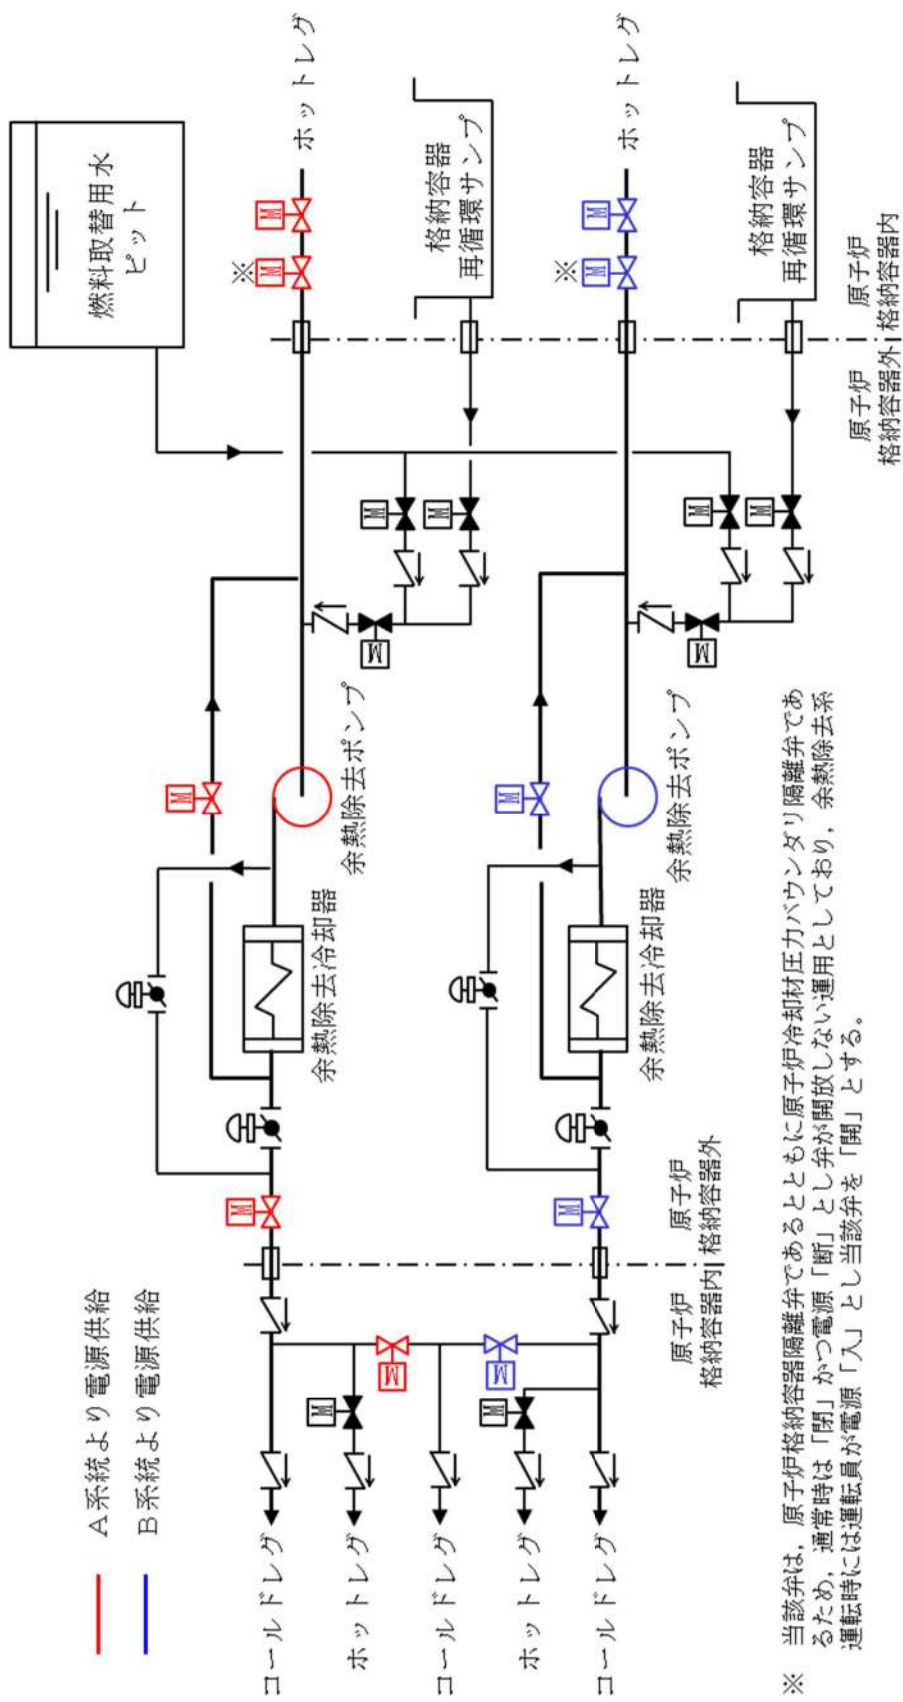 A系統より電源供給
B系統より電源供給
燃料取替用水
ピット
※
M
M
ホットレグ
格納容器
再循環サンプ
M
M
M
M
余熱除去ポンプ
余熱除去冷却器
M
※
M
M
ホットレグ
格納容器
再循環サンプ
M
M
M
M
余熱除去ポンプ
余熱除去冷却器
M
原子炉
格納容器内
原子炉
格納容器外
原子炉
格納容器外
原子炉
格納容器内
M
M
M
M
コールドレグ
ホットレグ
コールドレグ
ホットレグ
コールドレグ
※ 当該弁は，原子炉格納容器隔離弁であるとともに原子炉冷却材圧力バウンダリ隔離弁であ
るため，通常時は「閉」かつ電源「断」とし弁が開放しない運用としており，余熱除去系
運転時には運転員が電源「入」とし当該弁を「開」とする。